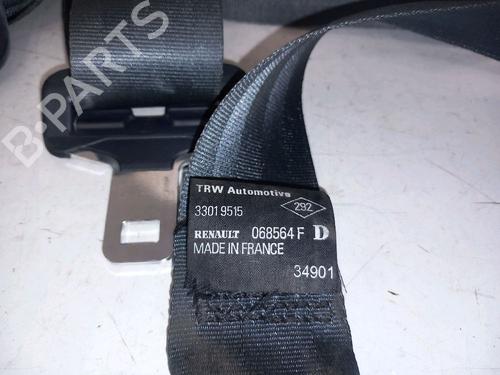 B-PARTS
TRW Automotive
33019515
292
RENAULT 068564 F D
MADE IN FRANCE
34901